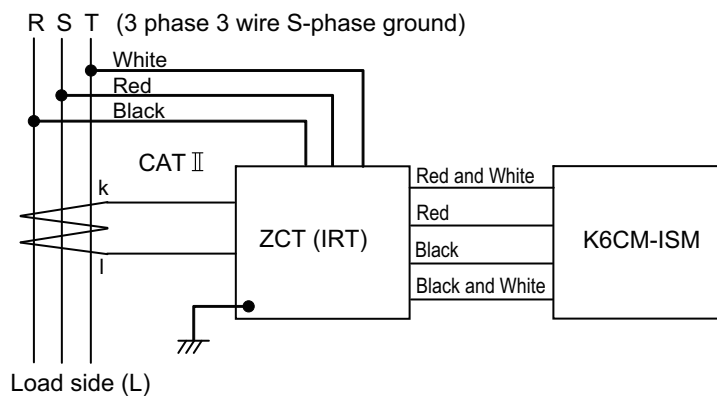 R S T (3 phase 3 wire S-phase ground)
White
Red
Black
CAT Ⅱ
k
l
ZCT (IRT)
Red and White
Red
Black
Black and White
K6CM-ISM
Load side (L)